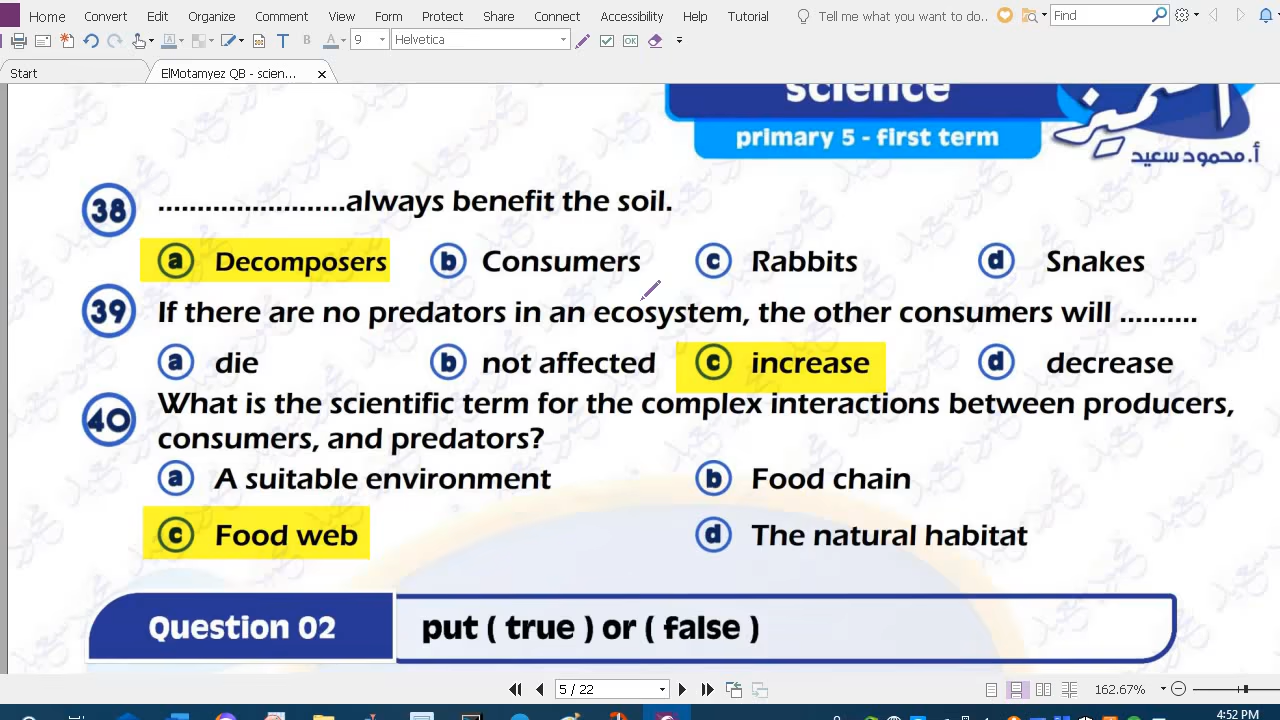 Home Convert Edit Organize Comment View Form Protect Share Connect Accessibility Help Tutorial Tell me what you want to do.. Find
9 Helvetica
Start ElMotamyez QB - scien...
science
primary 5 - first term
أ. محمود سعيد
38 ........................always benefit the soil.
a Decomposers b Consumers c Rabbits d Snakes
39 If there are no predators in an ecosystem, the other consumers will ..........
a die b not affected c increase d decrease
40 What is the scientific term for the complex interactions between producers,
consumers, and predators?
a A suitable environment b Food chain
c Food web d The natural habitat
Question 02 put ( true ) or ( false )
5 / 22 162.67%
4:52 PM